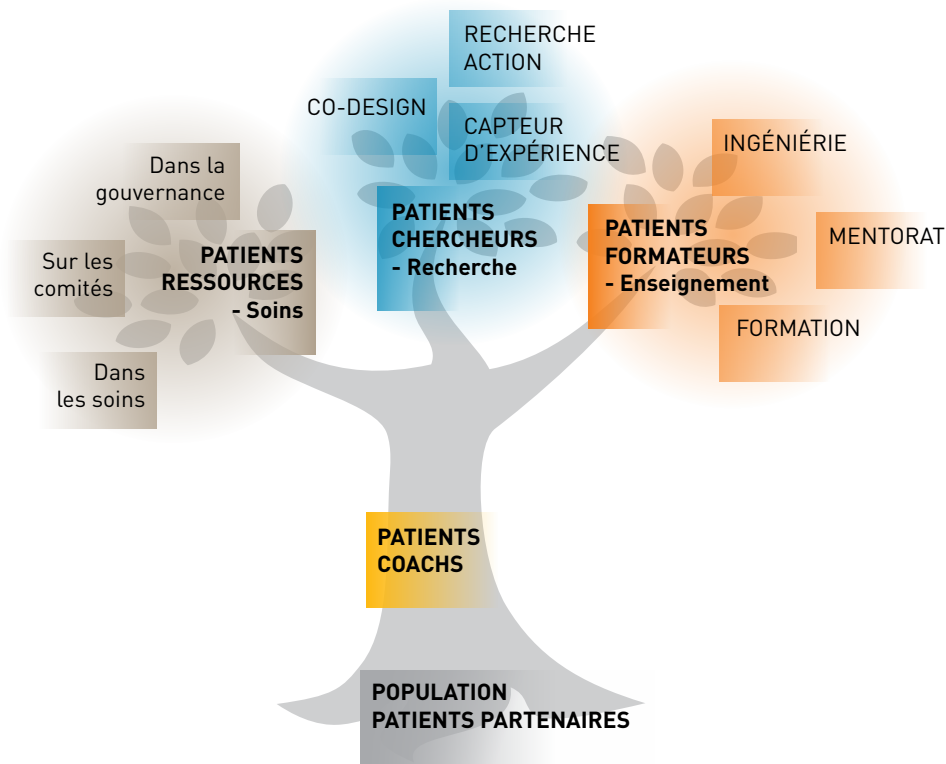 RECHERCHE
ACTION
CO-DESIGN
CAPTEUR
D'EXPÉRIENCE
PATIENTS
CHERCHEURS
- Recherche
Dans la
gouvernance
Sur les
comités
Dans
les soins
PATIENTS
RESSOURCES
- Soins
INGÉNIÉRIE
MENTORAT
FORMATION
PATIENTS
FORMATEURS
- Enseignement
PATIENTS
COACHS
POPULATION
PATIENTS PARTENAIRES